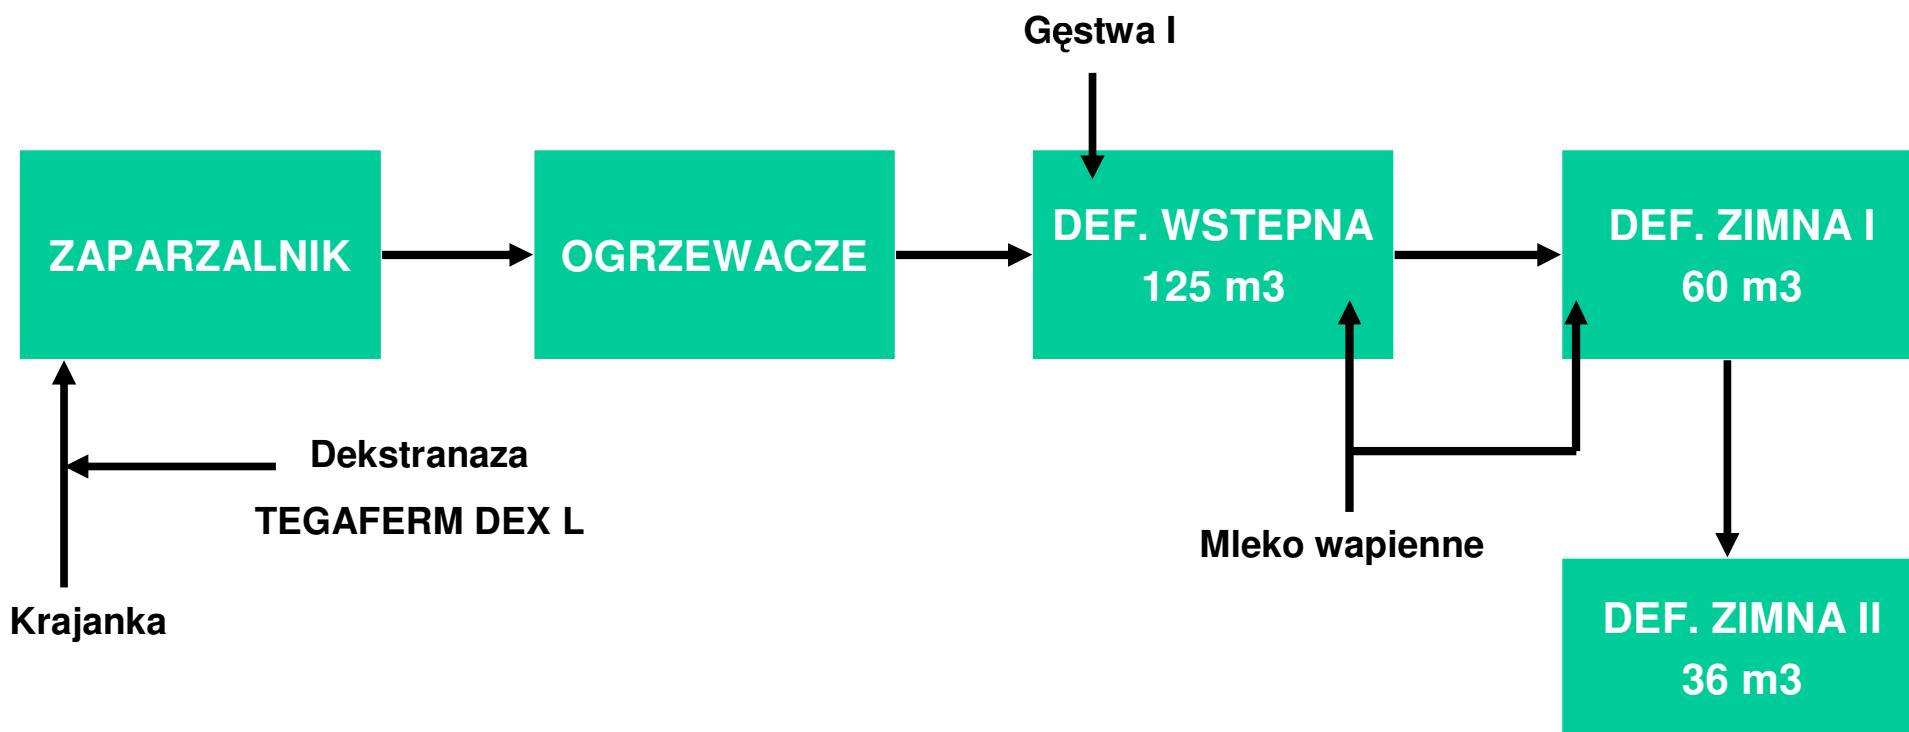 Gęstwa I
ZAPARZALNIK
OGRZEWACZE
DEF. WSTEPNA
125 m3
DEF. ZIMNA I
60 m3
Dekstranaza
TEGAFERM DEX L
Mleko wapienne
Krajanka
DEF. ZIMNA II
36 m3